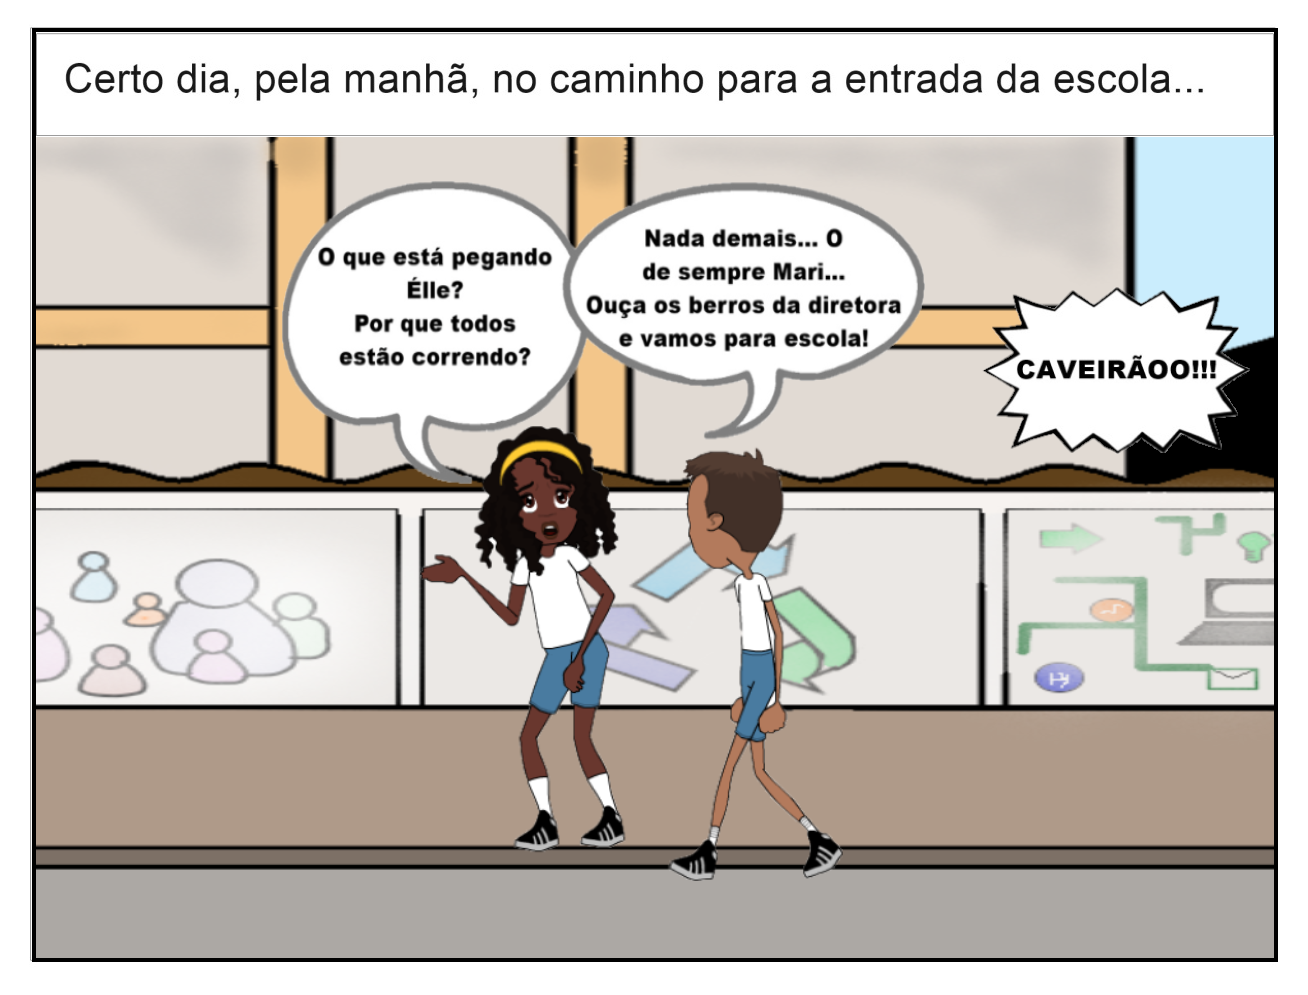 Certo dia, pela manhã, no caminho para a entrada da escola...
O que está pegando
Élle?
Por que todos
estão correndo?
Nada demais... O
de sempre Mari...
Ouça os berros da diretora
e vamos para escola!
CAVEIRÃOO!!!